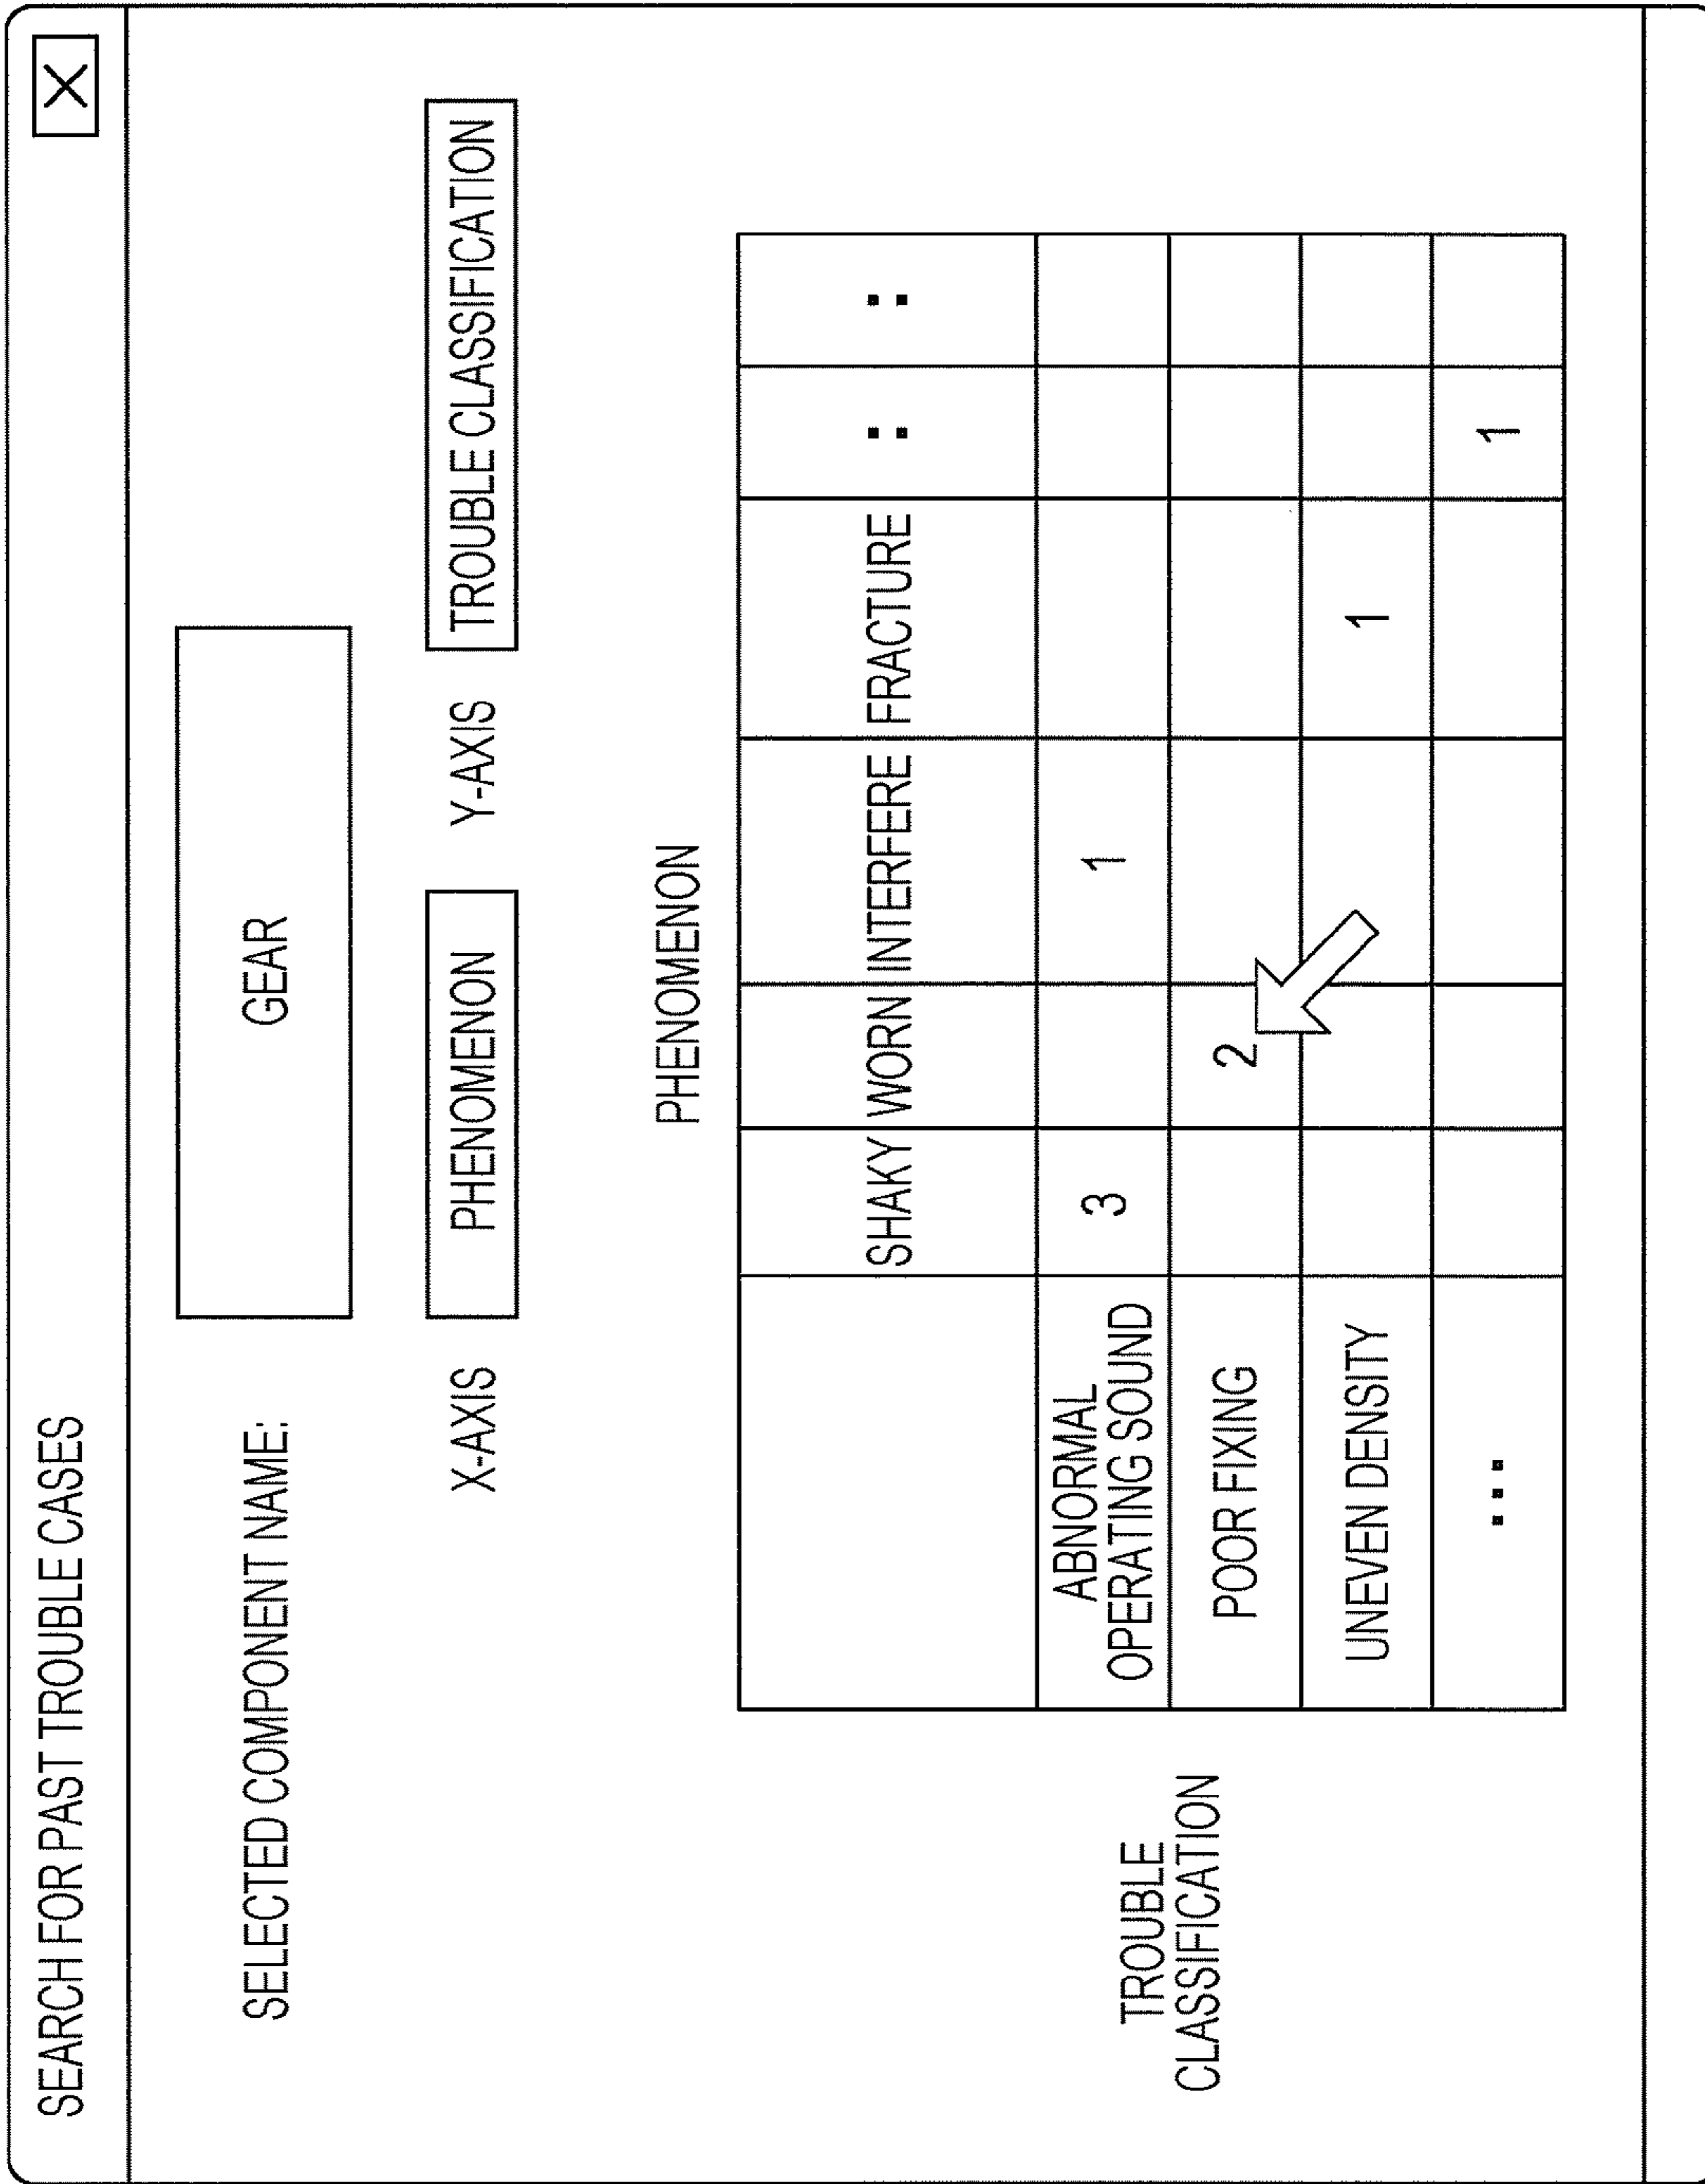 SEARCH FOR PAST TROUBLE CASES X
SELECTED COMPONENT NAME: GEAR
X-AXIS PHENOMENON Y-AXIS TROUBLE CLASSIFICATION
PHENOMENON
SHAKY WORN INTERFERE FRACTURE : :
TROUBLE
CLASSIFICATION
ABNORMAL
OPERATING SOUND 3 1
POOR FIXING 2
UNEVEN DENSITY 1
... 1